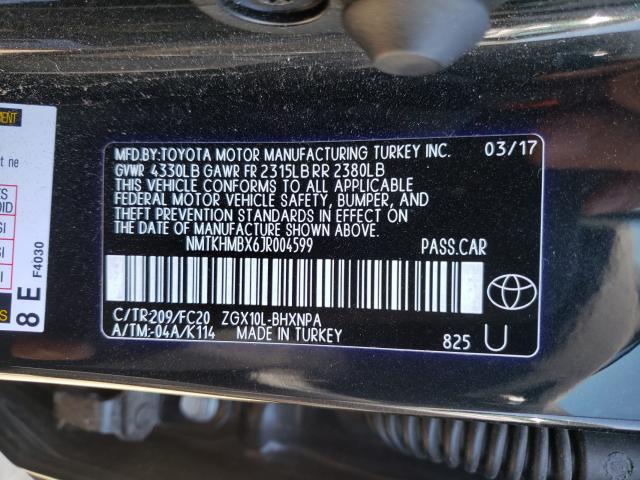 MFD.BY:TOYOTA MOTOR MANUFACTURING TURKEY INC. 03/17
GVWR 4330LB GAWR FR 2315LB RR 2380LB
THIS VEHICLE CONFORMS TO ALL APPLICABLE
FEDERAL MOTOR VEHICLE SAFETY, BUMPER, AND
THEFT PREVENTION STANDARDS IN EFFECT ON
THE DATE OF MANUFACTURE SHOWN ABOVE.
NMTKHMBX6JR004599 PASS.CAR
C/TR:209/FC20 ZGX10L-BHXNPA
A/TM:-04A/K114 MADE IN TURKEY
825 U
t ne
SI
SI
8 E F4030